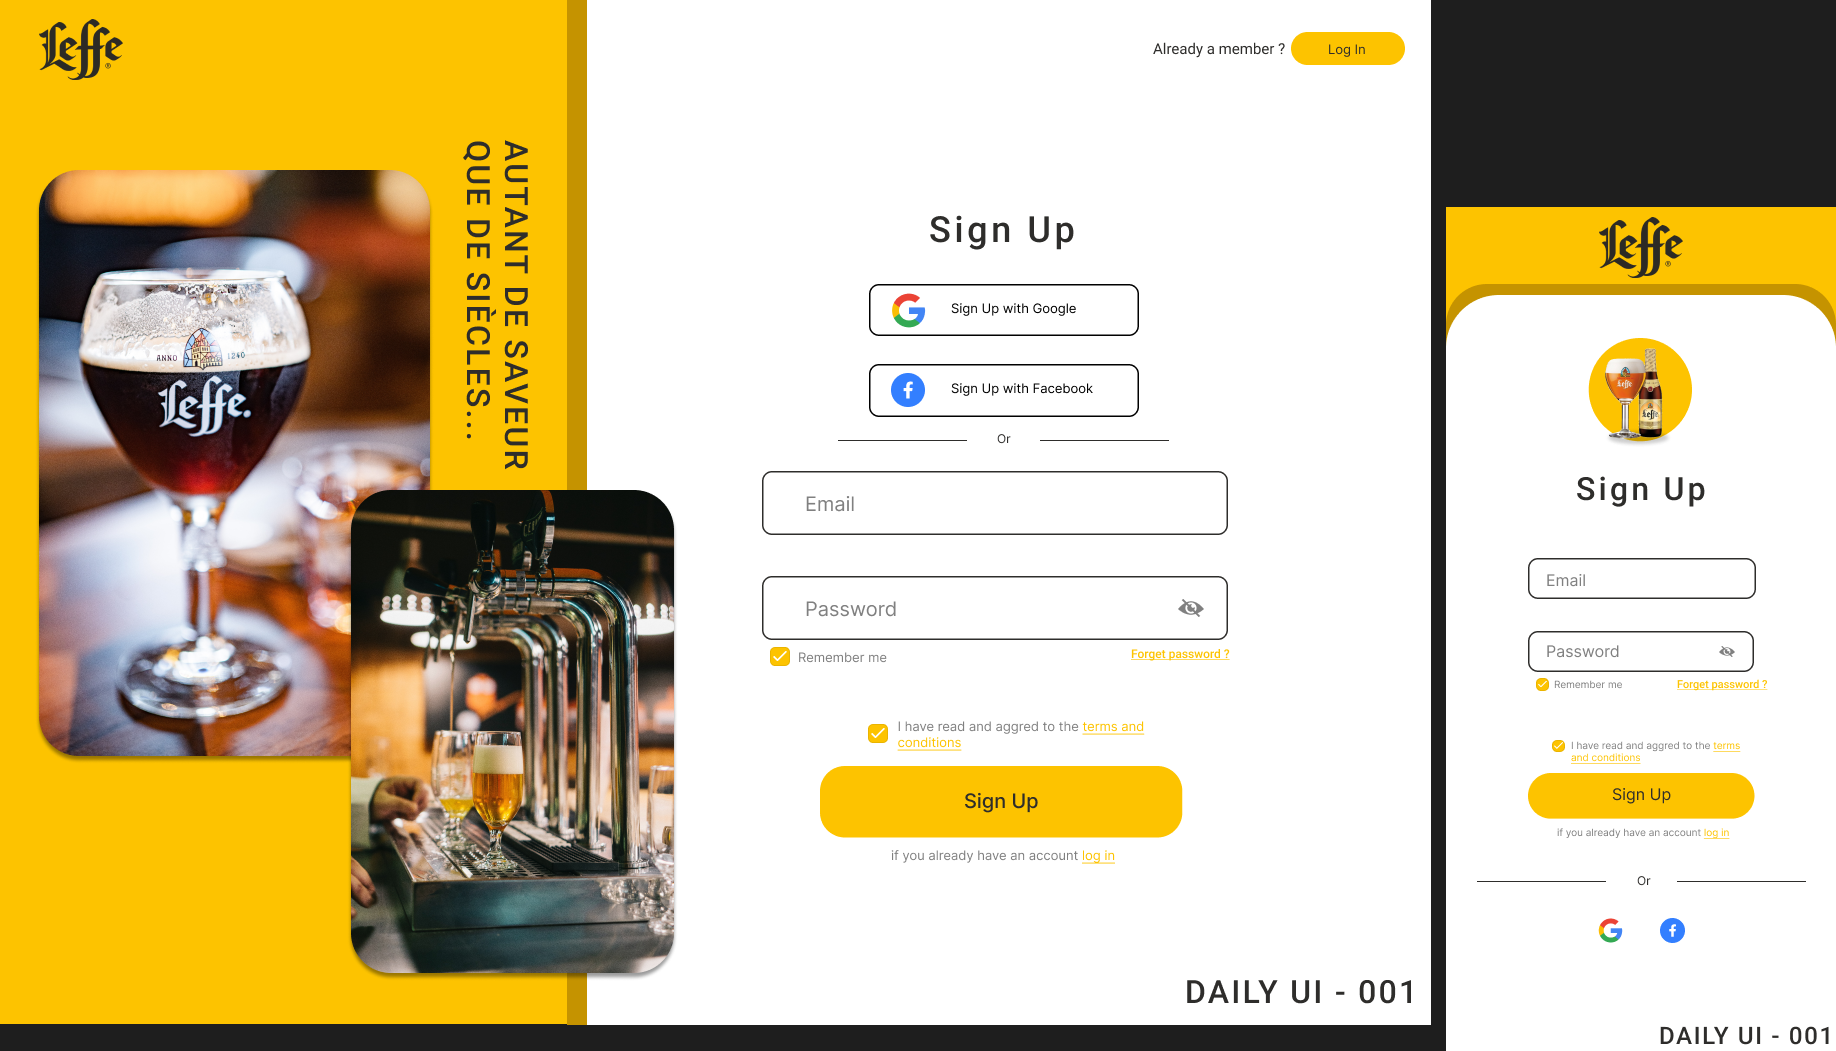 Leffe
®
AUTANT DE SAVEUR
QUE DE SIÈCLES...
ANNO 1240
Leffe.
Already a member ?
Log In
Sign Up
Sign Up with Google
Sign Up with Facebook
Or
Email
Password
Remember me
Forget password ?
I have read and aggred to the terms and
conditions
Sign Up
if you already have an account log in
DAILY UI - 001
Leffe
®
Leffe
Leffe
Sign Up
Email
Password
Remember me
Forget password ?
I have read and aggred to the terms
and conditions
Sign Up
if you already have an account log in
Or
DAILY UI - 001